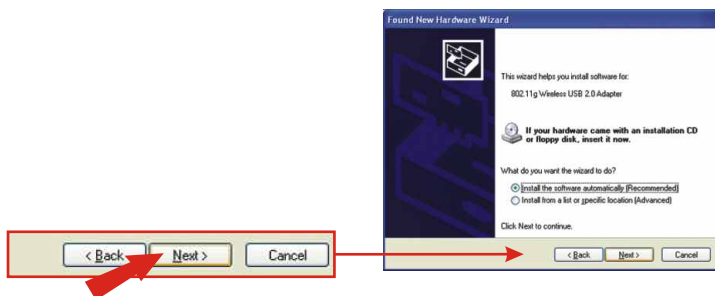 Found New Hardware Wizard
This wizard helps you install software for:
802.11g Wireless USB 2.0 Adapter
If your hardware came with an installation CD
or floppy disk, insert it now.
What do you want the wizard to do?
Install the software automatically (Recommended)
Install from a list or specific location (Advanced)
Click Next to continue.
< Back Next > Cancel
< Back Next > Cancel